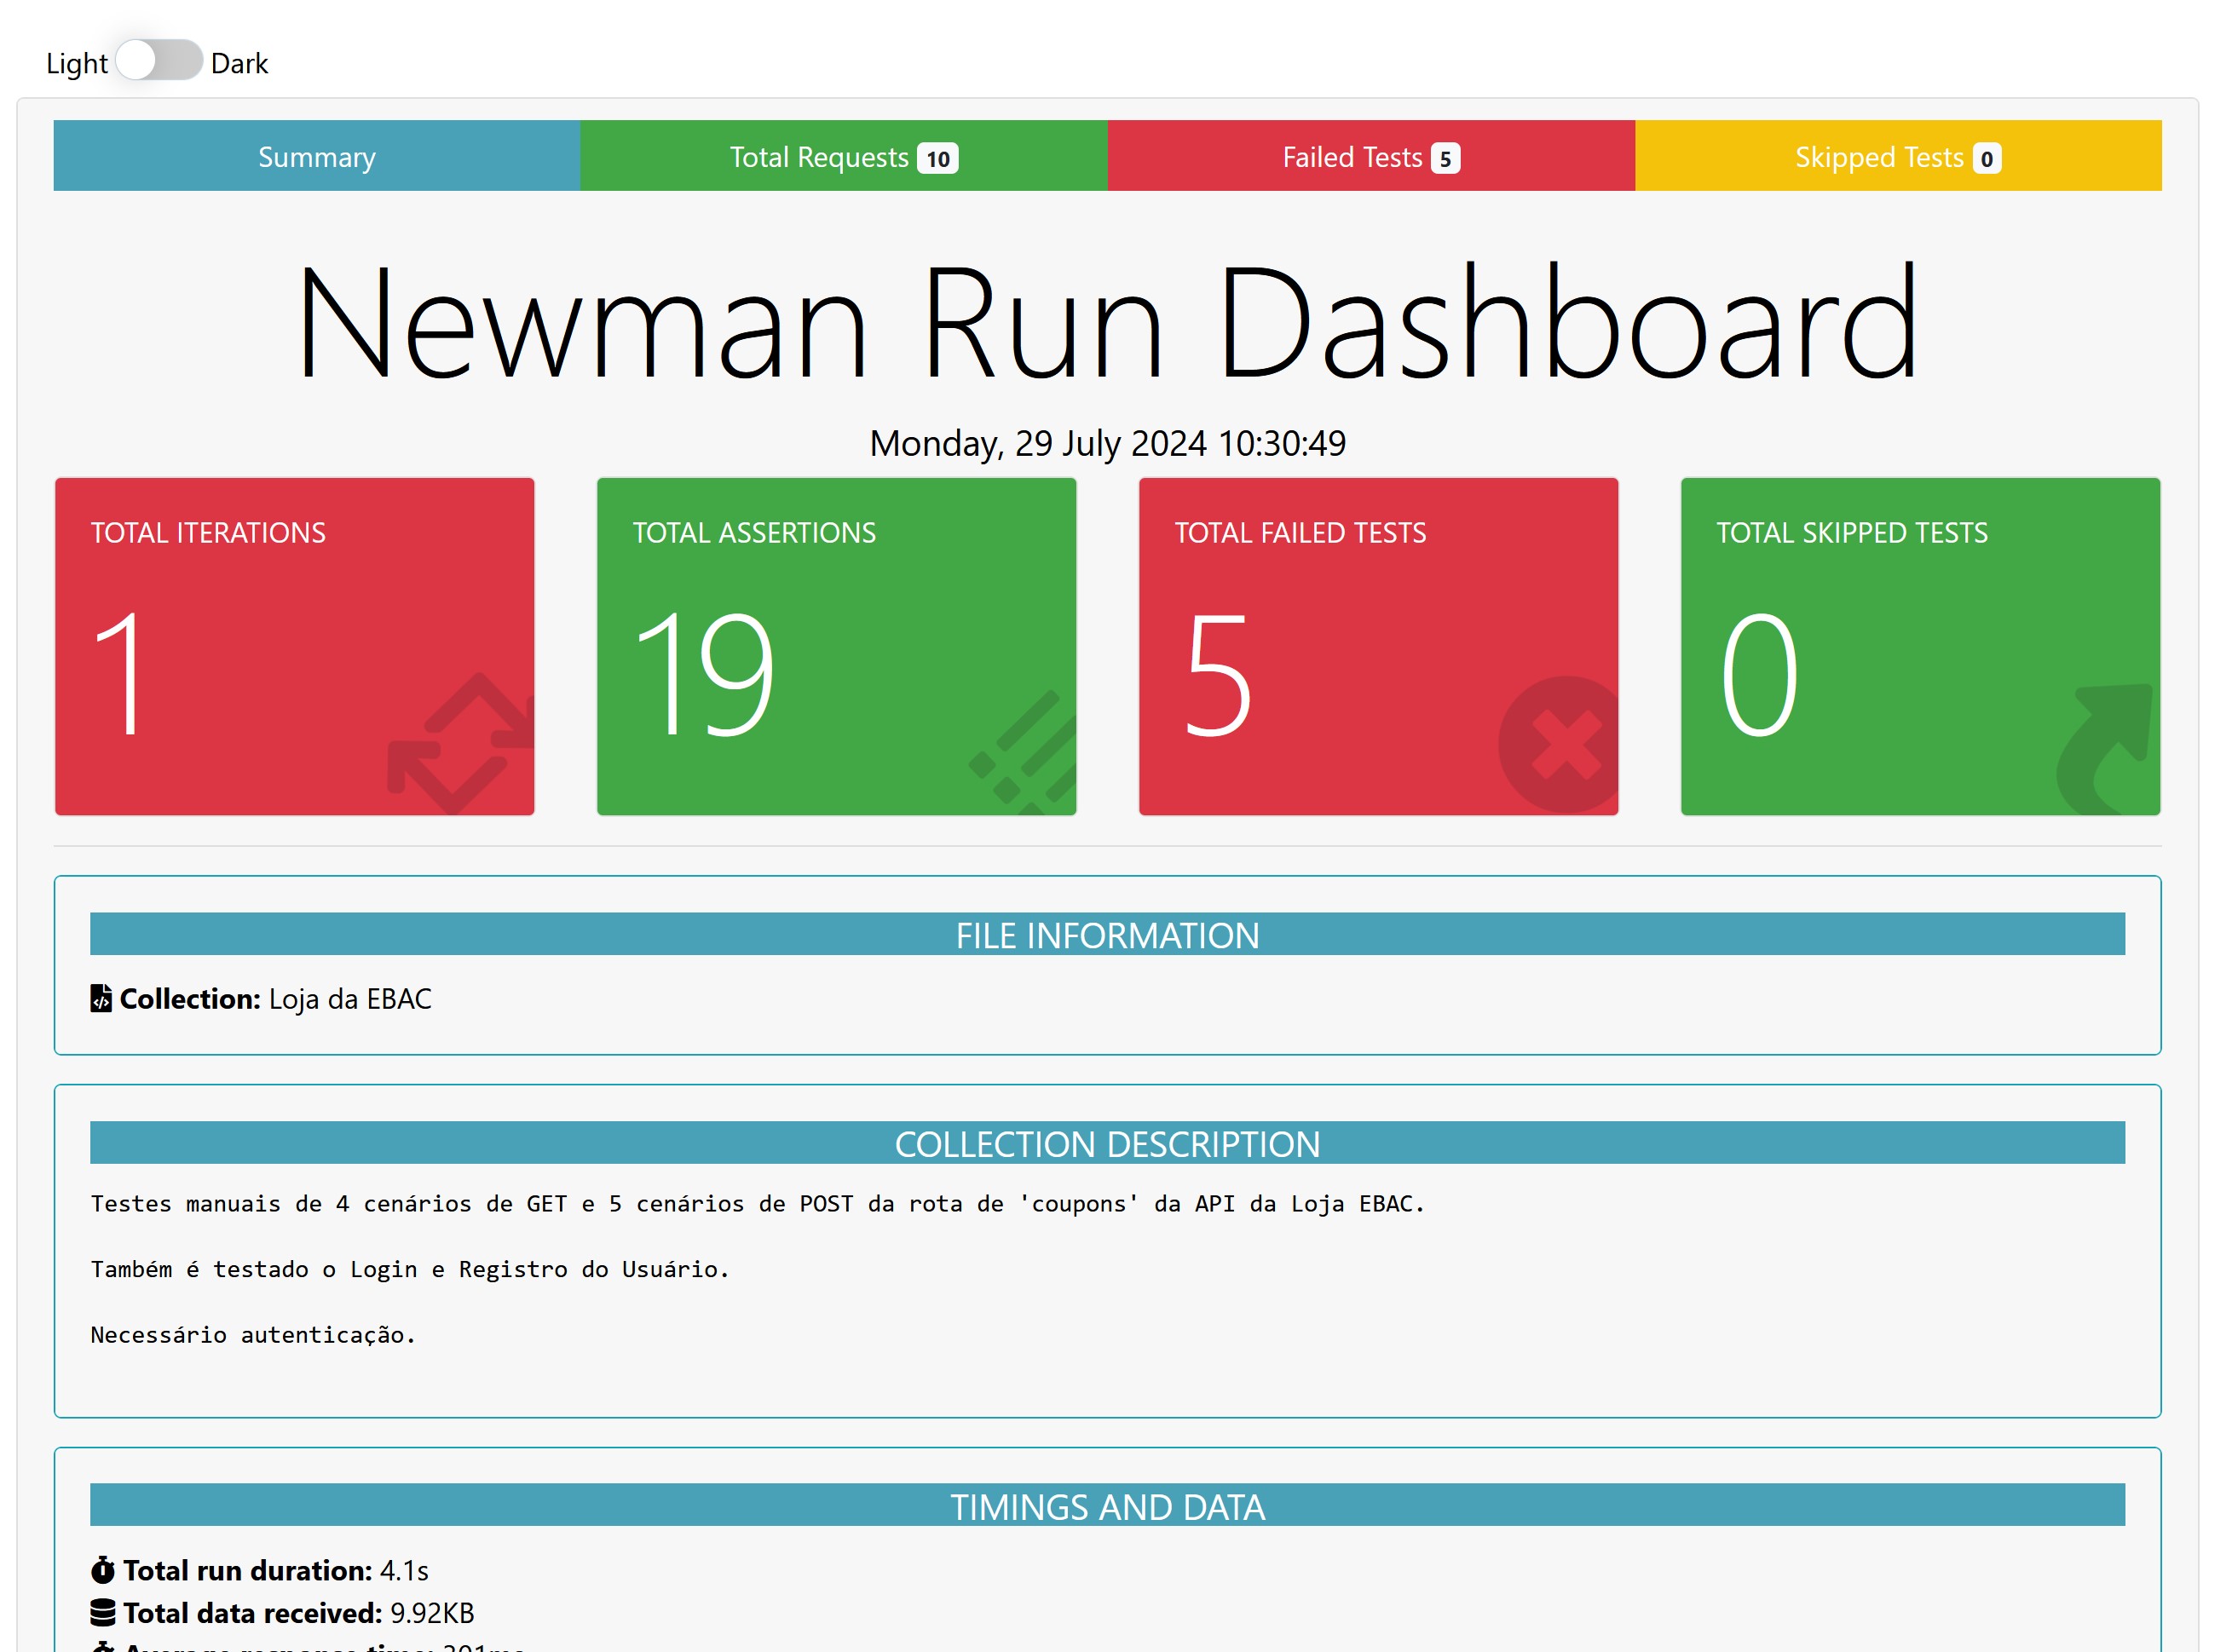 Light Dark
Summary
Total Requests 10
Failed Tests 5
Skipped Tests 0
Newman Run Dashboard
Monday, 29 July 2024 10:30:49
TOTAL ITERATIONS
1
TOTAL ASSERTIONS
19
TOTAL FAILED TESTS
5
TOTAL SKIPPED TESTS
0
FILE INFORMATION
Collection: Loja da EBAC
COLLECTION DESCRIPTION
Testes manuais de 4 cenários de GET e 5 cenários de POST da rota de 'coupons' da API da Loja EBAC.
Também é testado o Login e Registro do Usuário.
Necessário autenticação.
TIMINGS AND DATA
Total run duration: 4.1s
Total data received: 9.92KB
Average response time: